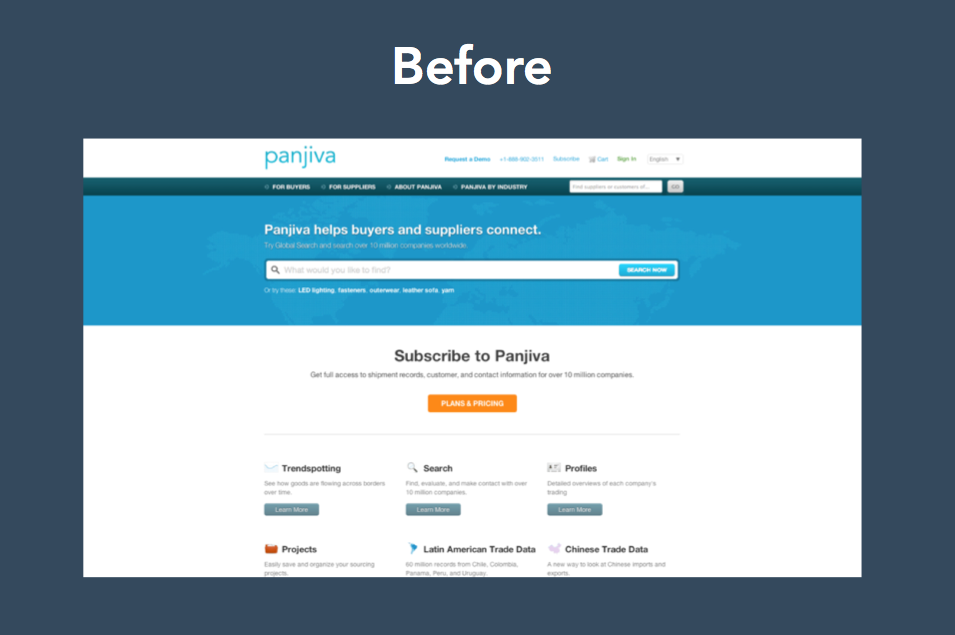 Before
panjiva
Request a Demo +1-888-902-3511 Subscribe Cart Sign In English
FOR BUYERS FOR SUPPLIERS ABOUT PANJIVA PANJIVA BY INDUSTRY Find suppliers or customers of... GO
Panjiva helps buyers and suppliers connect.
Try Global Search and search over 10 million companies worldwide.
What would you like to find? SEARCH NOW
Or try these: LED lighting, fasteners, outerwear, leather sofa, yarn
Subscribe to Panjiva
Get full access to shipment records, customer, and contact information for over 10 million companies.
PLANS & PRICING
Trendspotting
See how goods are flowing across borders
over time.
Learn More
Search
Find, evaluate, and make contact with over
10 million companies.
Learn More
Profiles
Detailed overviews of each company's
trading
Learn More
Projects
Easily save and organize your sourcing
projects.
Latin American Trade Data
60 million records from Chile, Colombia,
Panama, Peru, and Uruguay.
Chinese Trade Data
A new way to look at Chinese imports and
exports.